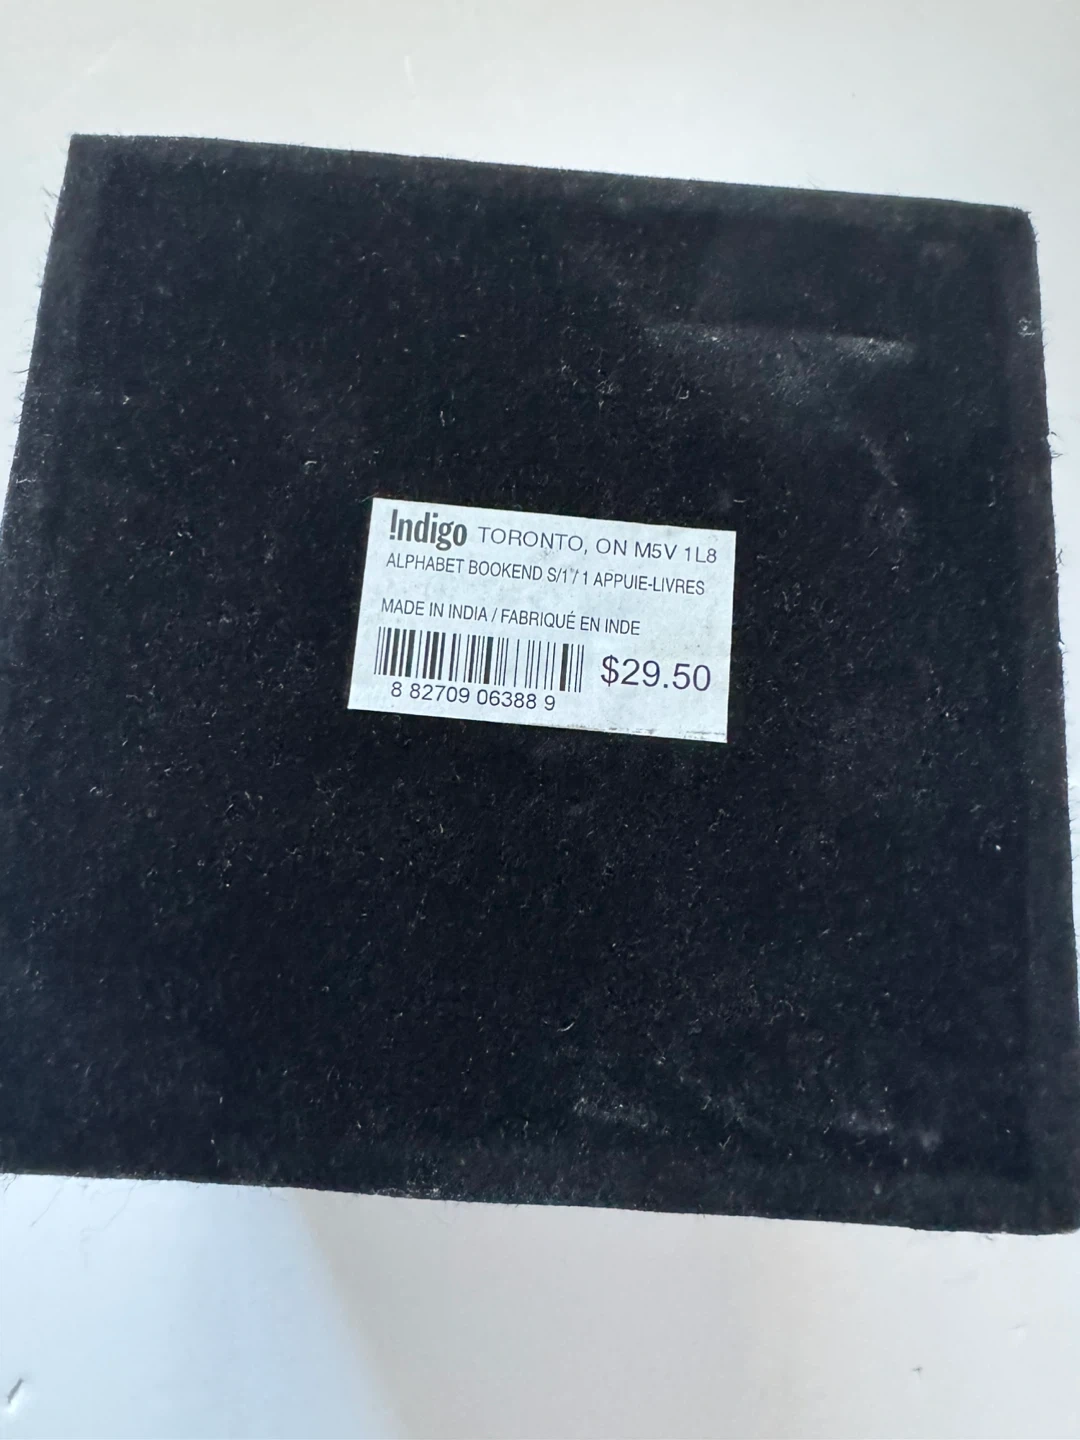 !ndigo TORONTO, ON M5V 1L8
ALPHABET BOOKEND S/1 / 1 APPUIE-LIVRES
MADE IN INDIA / FABRIQUÉ EN INDE
$29.50
8 82709 06388 9